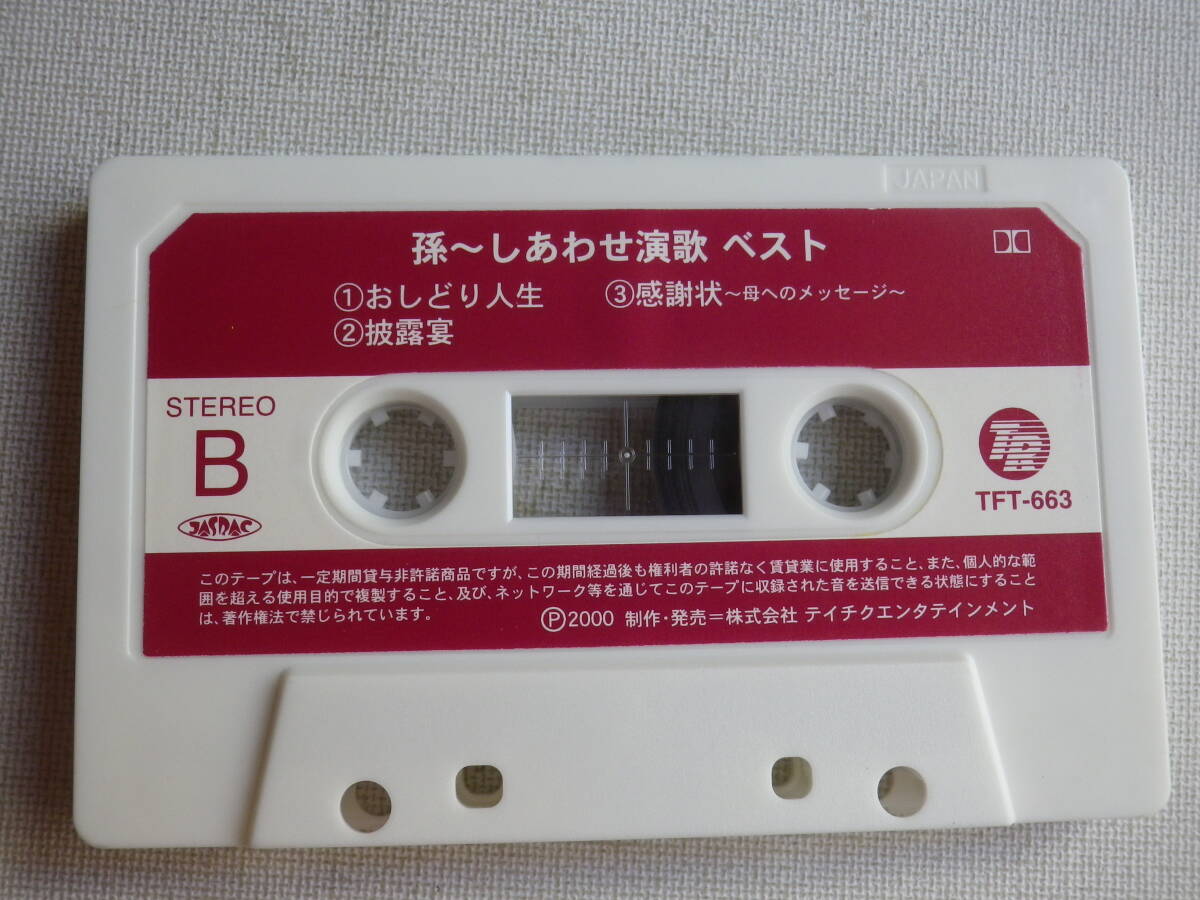 JAPAN
孫～しあわせ演歌 ベスト
①おしどり人生 ③感謝状～母へのメッセージ～
②披露宴
STEREO
B
JASRAC
TFT-663
このテープは、一定期間貸与非許諾商品ですが、この期間経過後も権利者の許諾なく賃貸業に使用すること、また、個人的な範
囲を超える使用目的で複製すること、及び、ネットワーク等を通じてこのテープに収録された音を送信できる状態にすること
は、著作権法で禁じられています。
Ⓟ2000 制作・発売＝株式会社 テイチクエンタテインメント